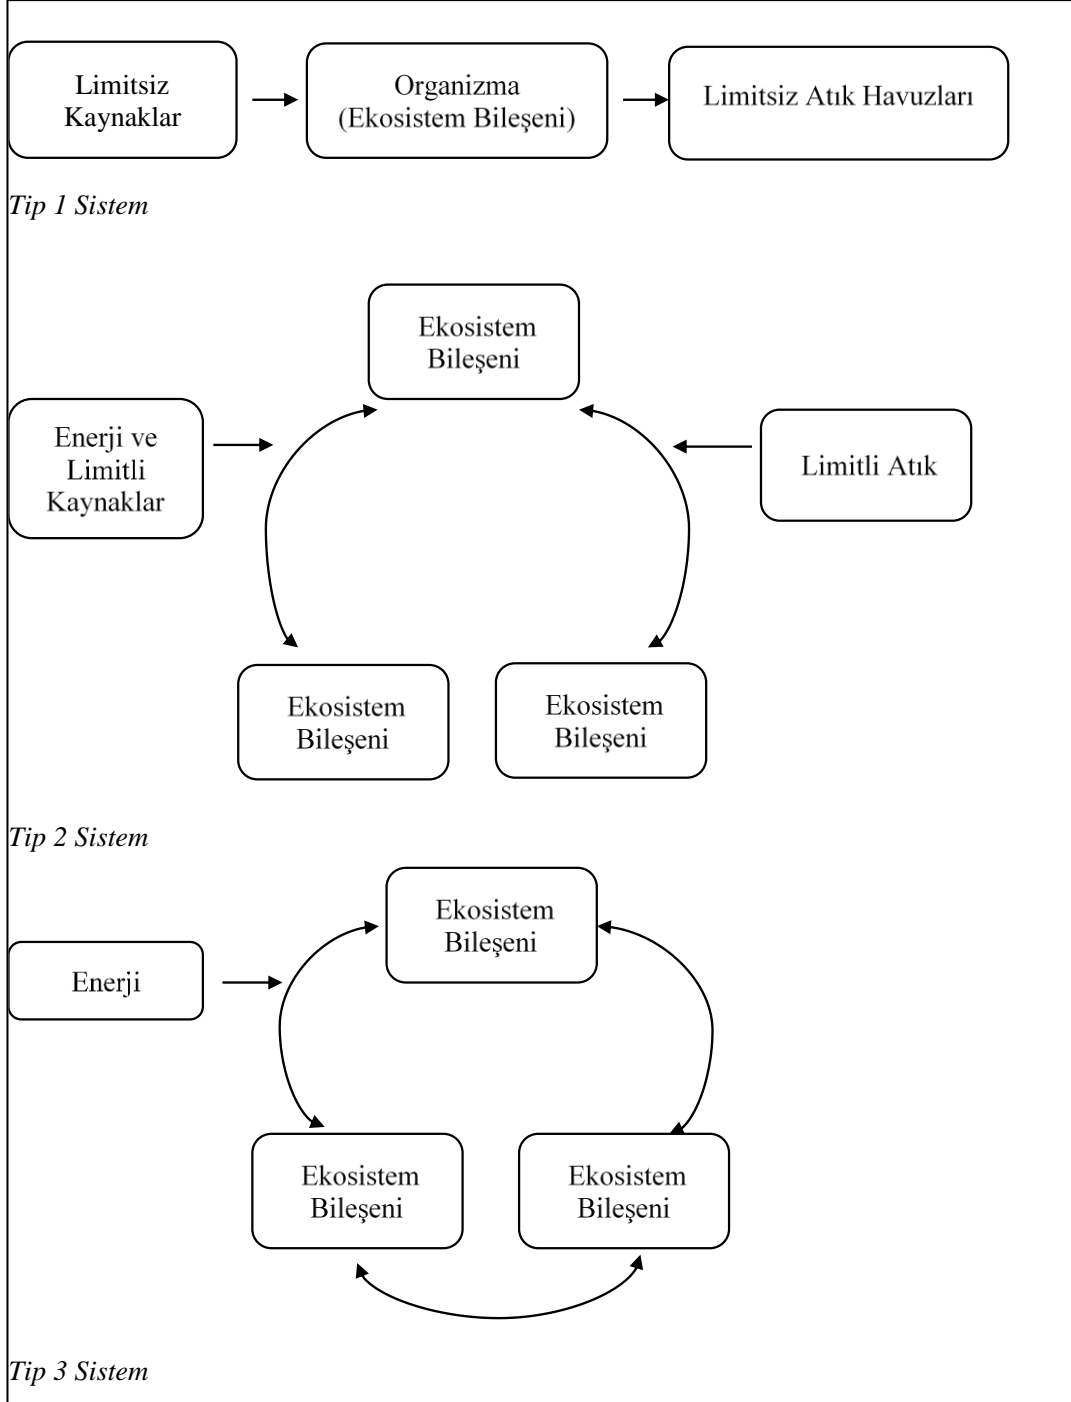 Limitsiz
Kaynaklar
Organizma
(Ekosistem Bileşeni)
Limitsiz Atık Havuzları
Tip 1 Sistem
Ekosistem
Bileşeni
Enerji ve
Limitli
Kaynaklar
Limitli Atık
Ekosistem
Bileşeni
Ekosistem
Bileşeni
Tip 2 Sistem
Ekosistem
Bileşeni
Enerji
Ekosistem
Bileşeni
Ekosistem
Bileşeni
Tip 3 Sistem